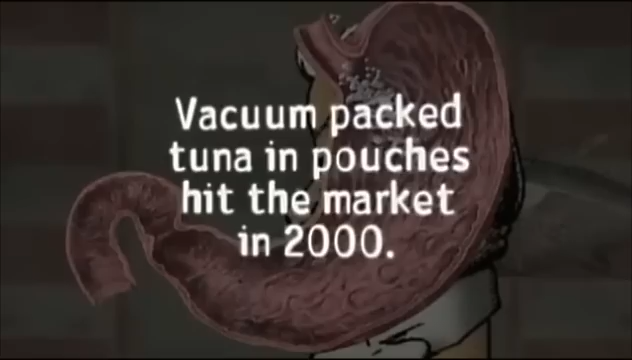 Vacuum packed
tuna in pouches
hit the market
in 2000.